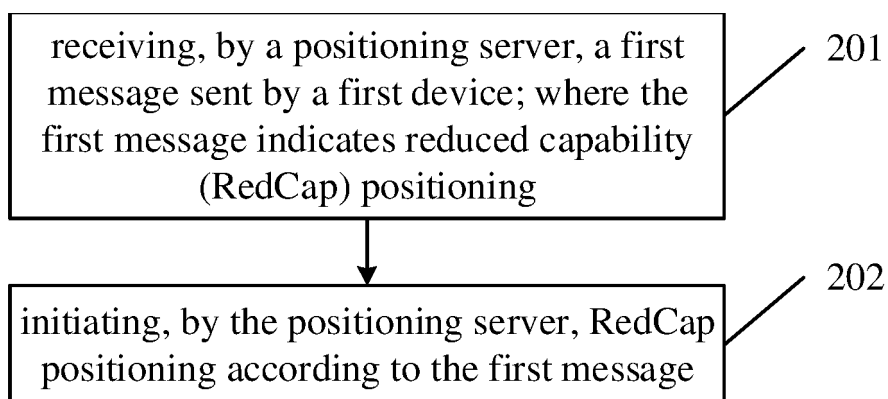 receiving, by a positioning server, a first
message sent by a first device; where the
first message indicates reduced capability
(RedCap) positioning
201
initiating, by the positioning server, RedCap
positioning according to the first message
202